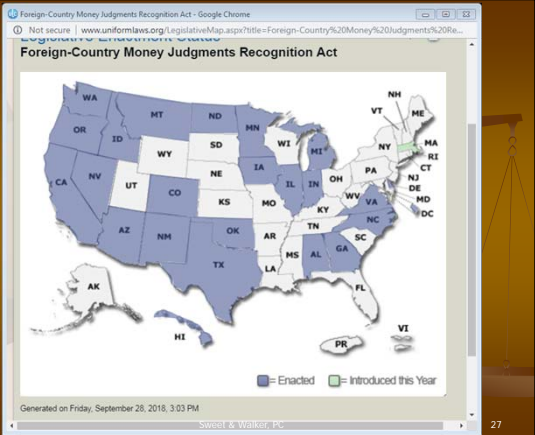 Foreign-Country Money Judgments Recognition Act - Google Chrome
Not secure | www.uniformlaws.org/LegislativeMap.aspx?title=Foreign-Country%20Money%20Judgments%20Re...
Legislative Enactment Status
Foreign-Country Money Judgments Recognition Act
WA
MT
ND
MN
OR
ID
WY
SD
WI
MI
NH
VT
ME
NY
MA
RI
CT
NJ
DE
MD
DC
PA
NV
UT
CO
NE
IA
IL
IN
OH
WV
VA
CA
KS
MO
KY
NC
AZ
NM
OK
AR
TN
SC
TX
LA
MS
AL
GA
FL
AK
HI
PR
VI
= Enacted = Introduced this Year
Generated on Friday, September 28, 2018, 3:03 PM
Sweet & Walker, PC
27